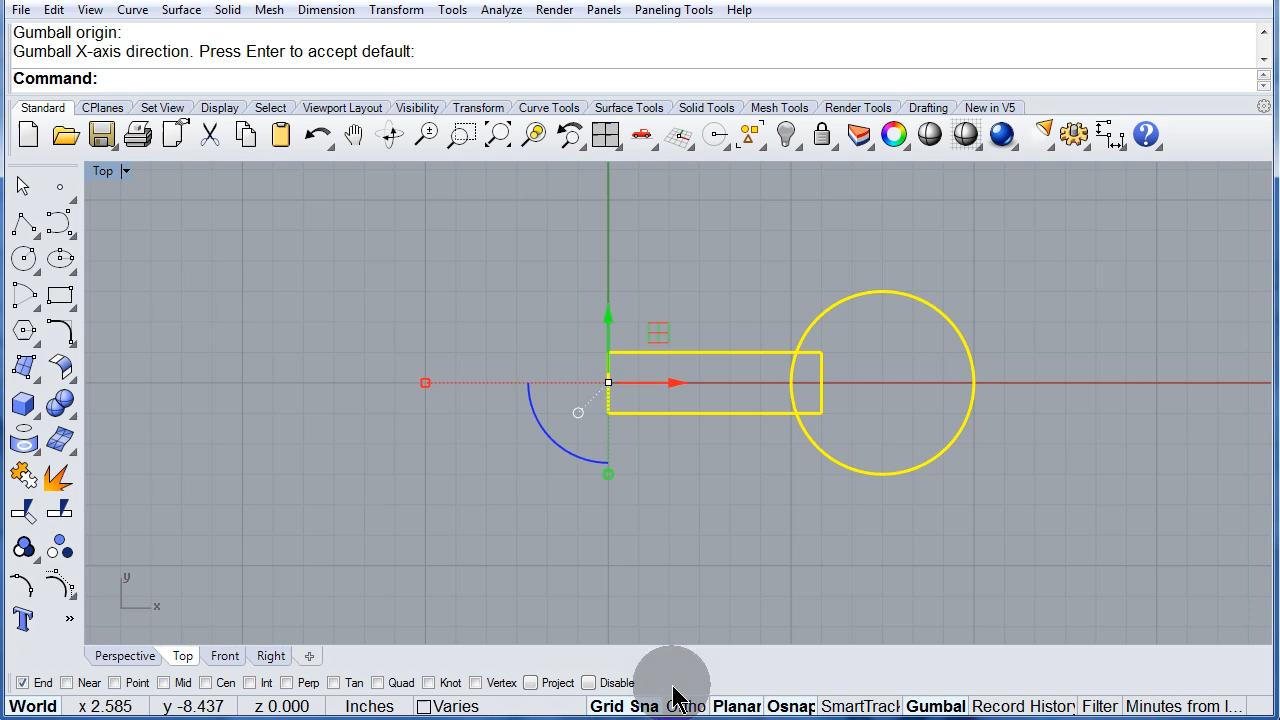 File Edit View Curve Surface Solid Mesh Dimension Transform Tools Analyze Render Panels Paneling Tools Help
Gumball origin:
Gumball X-axis direction. Press Enter to accept default:
Command:
Standard CPlanes Set View Display Select Viewport Layout Visibility Transform Curve Tools Surface Tools Solid Tools Mesh Tools Render Tools Drafting New in V5
Top
y
x
Perspective Top Front Right
End Near Point Mid Cen Int Perp Tan Quad Knot Vertex Project Disable
World x 2.585 y -8.437 z 0.000 Inches Varies Grid Sna Ortho Planar Osnap SmartTrack Gumbal Record History Filter Minutes from l...